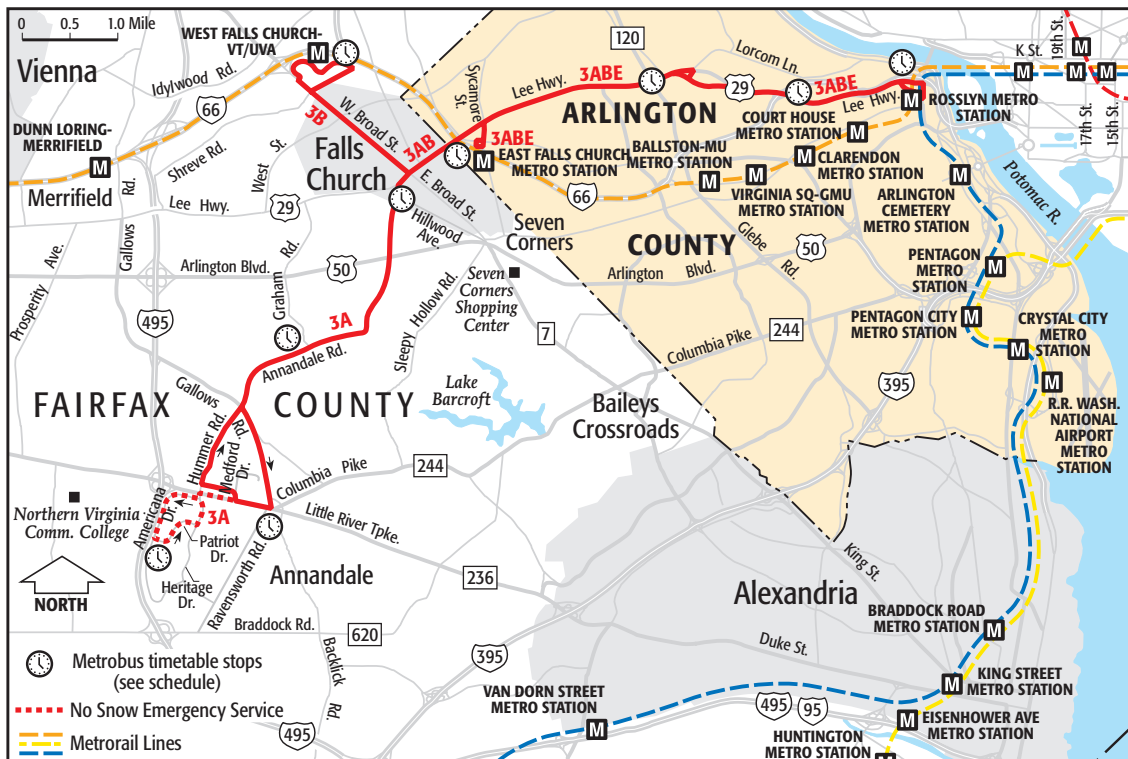 0 0.5 1.0 Mile
WEST FALLS CHURCH-
VT/UVA
M
Vienna
Idylwood Rd.
66
DUNN LORING-
MERRIFIELD
M
Merrifield
Shreve Rd.
West St.
Lee Hwy.
29
Gallows Rd.
Prosperity Ave.
Arlington Blvd.
50
495
Graham Rd.
3B
W. Broad St.
Falls
Church
3AB
E. Broad St.
Hillwood
Ave.
Sycamore
St.
Lee Hwy.
3ABE
120
Lorcom Ln.
29
3ABE
Lee Hwy.
ARLINGTON
3ABE
M
EAST FALLS CHURCH
METRO STATION
66
BALLSTON-MU
METRO STATION
M
COURT HOUSE
METRO STATION
M
M
ROSSLYN METRO
STATION
K St.
M
M
M
19th St.
17th St.
15th St.
M
CLARENDON
METRO STATION
M
VIRGINIA SQ-GMU
METRO STATION
ARLINGTON
CEMETERY METRO
STATION
M
Potomac R.
Seven
Corners
COUNTY
Glebe
Rd.
50
Arlington Blvd.
Seven
Corners
Shopping
Center
Sleepy Hollow Rd.
7
PENTAGON
METRO
STATION
M
PENTAGON CITY
METRO STATION
M
CRYSTAL CITY
METRO
STATION
M
M
R.R. WASH.
NATIONAL
AIRPORT
METRO
STATION
244
Columbia Pike
395
3A
Annandale Rd.
FAIRFAX COUNTY
Lake
Barcroft
Baileys
Crossroads
Gallows
Rd.
Hummer Rd.
Medford
Dr.
Columbia Pike
244
Little River Tpke.
Northern Virginia
Comm. College
Americana
Dr.
3A
Patriot
Dr.
Heritage
Dr.
Ravensworth Rd.
Annandale
236
NORTH
Braddock Rd.
620
Backlick
Rd.
395
King St.
Alexandria
Duke St.
BRADDOCK ROAD
METRO STATION
M
KING STREET
METRO STATION
M
EISENHOWER AVE
METRO STATION
M
HUNTINGTON
METRO STATION
M
VAN DORN STREET
METRO STATION
M
495
95
495
Metrobus timetable stops
(see schedule)
No Snow Emergency Service
Metrorail Lines